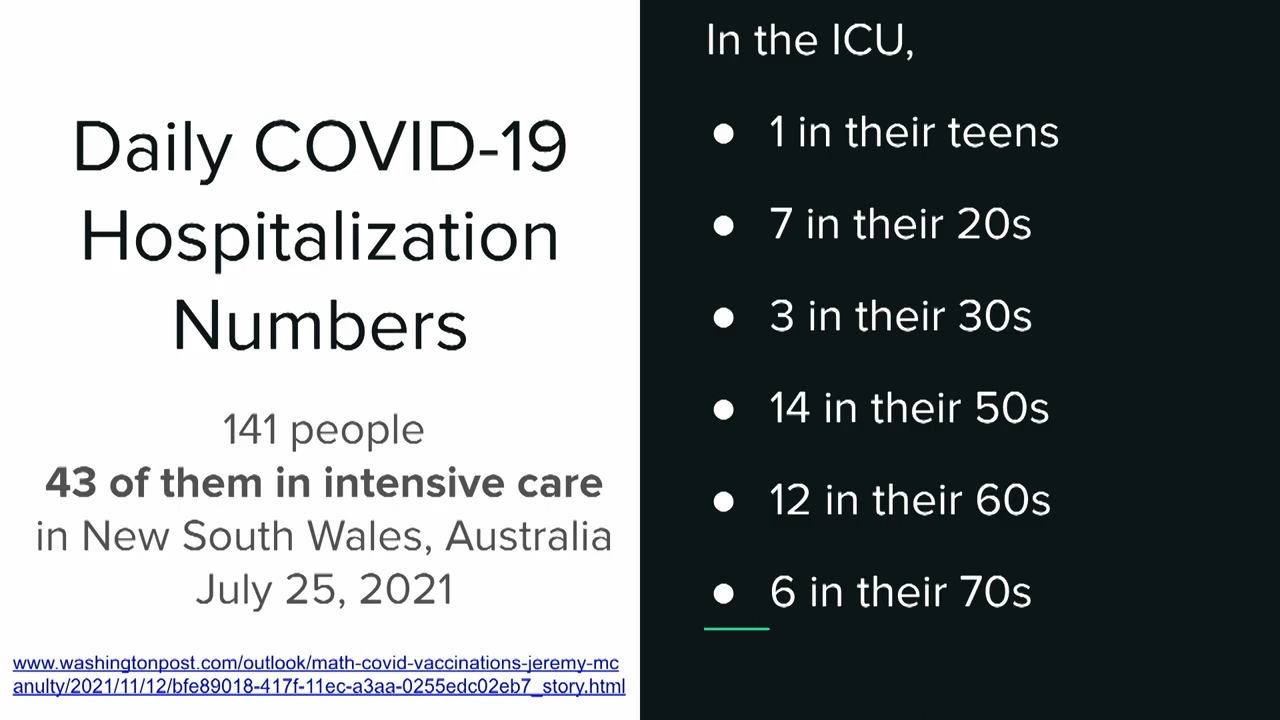 Daily COVID-19
Hospitalization
Numbers
141 people
43 of them in intensive care
in New South Wales, Australia
July 25, 2021
www.washingtonpost.com/outlook/math-covid-vaccinations-jeremy-mc
anulty/2021/11/12/bfe89018-417f-11ec-a3aa-0255edc02eb7_story.html
In the ICU,
● 1 in their teens
● 7 in their 20s
● 3 in their 30s
● 14 in their 50s
● 12 in their 60s
● 6 in their 70s